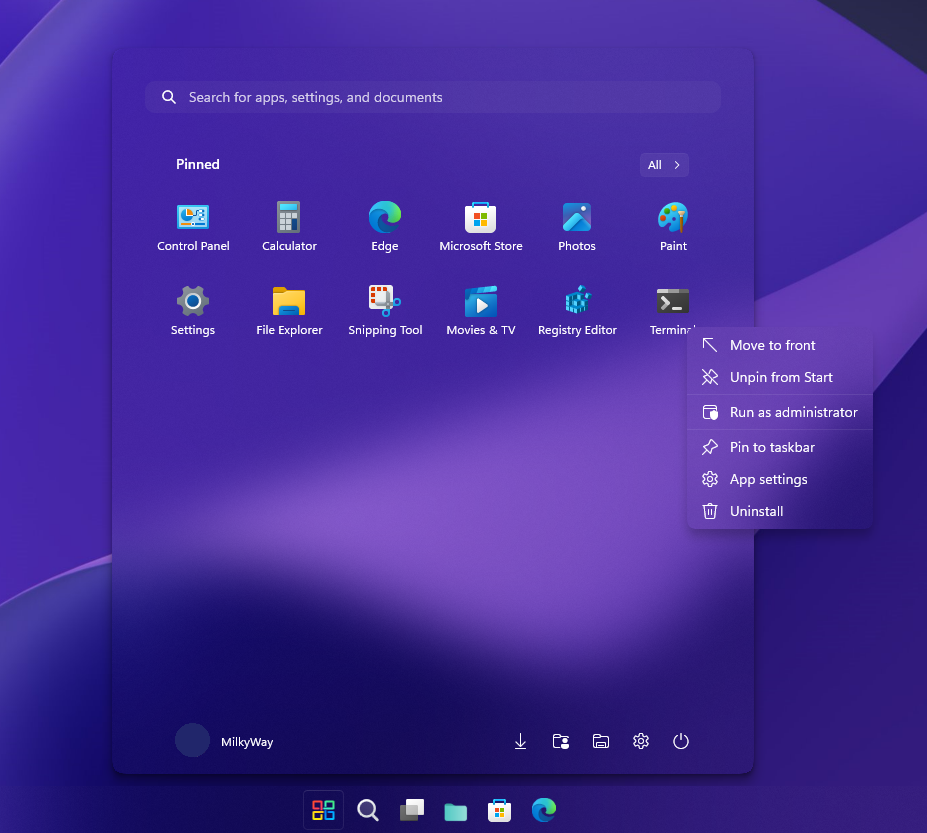 Search for apps, settings, and documents
Pinned
All
Control Panel
Calculator
Edge
Microsoft Store
Photos
Paint
Settings
File Explorer
Snipping Tool
Movies & TV
Registry Editor
Terminal
Move to front
Unpin from Start
Run as administrator
Pin to taskbar
App settings
Uninstall
MilkyWay